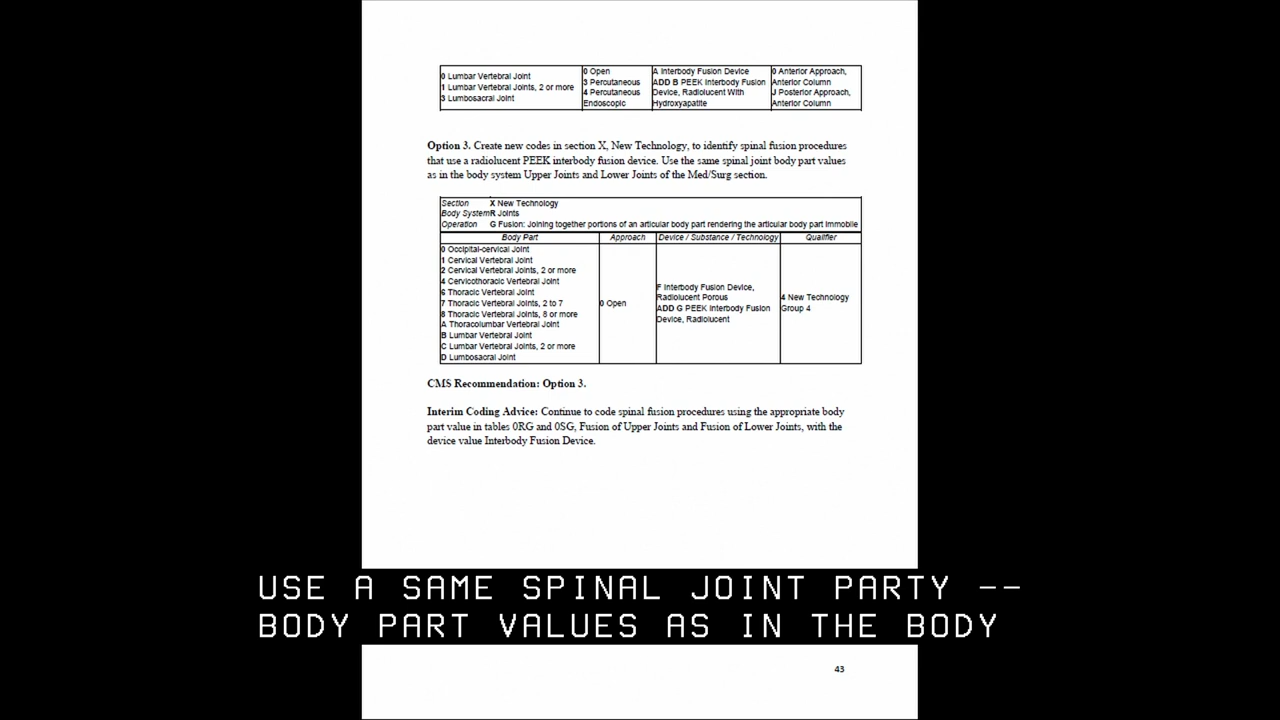 0 Lumbar Vertebral Joint
1 Lumbar Vertebral Joints, 2 or more
3 Lumbosacral Joint
0 Open
3 Percutaneous
4 Percutaneous
Endoscopic
A Interbody Fusion Device
ADD B PEEK Interbody Fusion
Device, Radiolucent With
Hydroxyapatite
0 Anterior Approach,
Anterior Column
J Posterior Approach,
Anterior Column
Option 3. Create new codes in section X, New Technology, to identify spinal fusion procedures
that use a radiolucent PEEK interbody fusion device. Use the same spinal joint body part values
as in the body system Upper Joints and Lower Joints of the Med/Surg section.
Section X New Technology
Body System R Joints
Operation G Fusion: Joining together portions of an articular body part rendering the articular body part immobile
Body Part Approach Device / Substance / Technology Qualifier
0 Occipital-cervical Joint
1 Cervical Vertebral Joint
2 Cervical Vertebral Joints, 2 or more
4 Cervicothoracic Vertebral Joint
6 Thoracic Vertebral Joint
7 Thoracic Vertebral Joints, 2 to 7
8 Thoracic Vertebral Joints, 8 or more
A Thoracolumbar Vertebral Joint
B Lumbar Vertebral Joint
C Lumbar Vertebral Joints, 2 or more
D Lumbosacral Joint
0 Open
F Interbody Fusion Device,
Radiolucent Porous
ADD G PEEK Interbody Fusion
Device, Radiolucent
4 New Technology
Group 4
CMS Recommendation: Option 3.
Interim Coding Advice: Continue to code spinal fusion procedures using the appropriate body
part value in tables 0RG and 0SG, Fusion of Upper Joints and Fusion of Lower Joints, with the
device value Interbody Fusion Device.
USE A SAME SPINAL JOINT PARTY --
BODY PART VALUES AS IN THE BODY
43